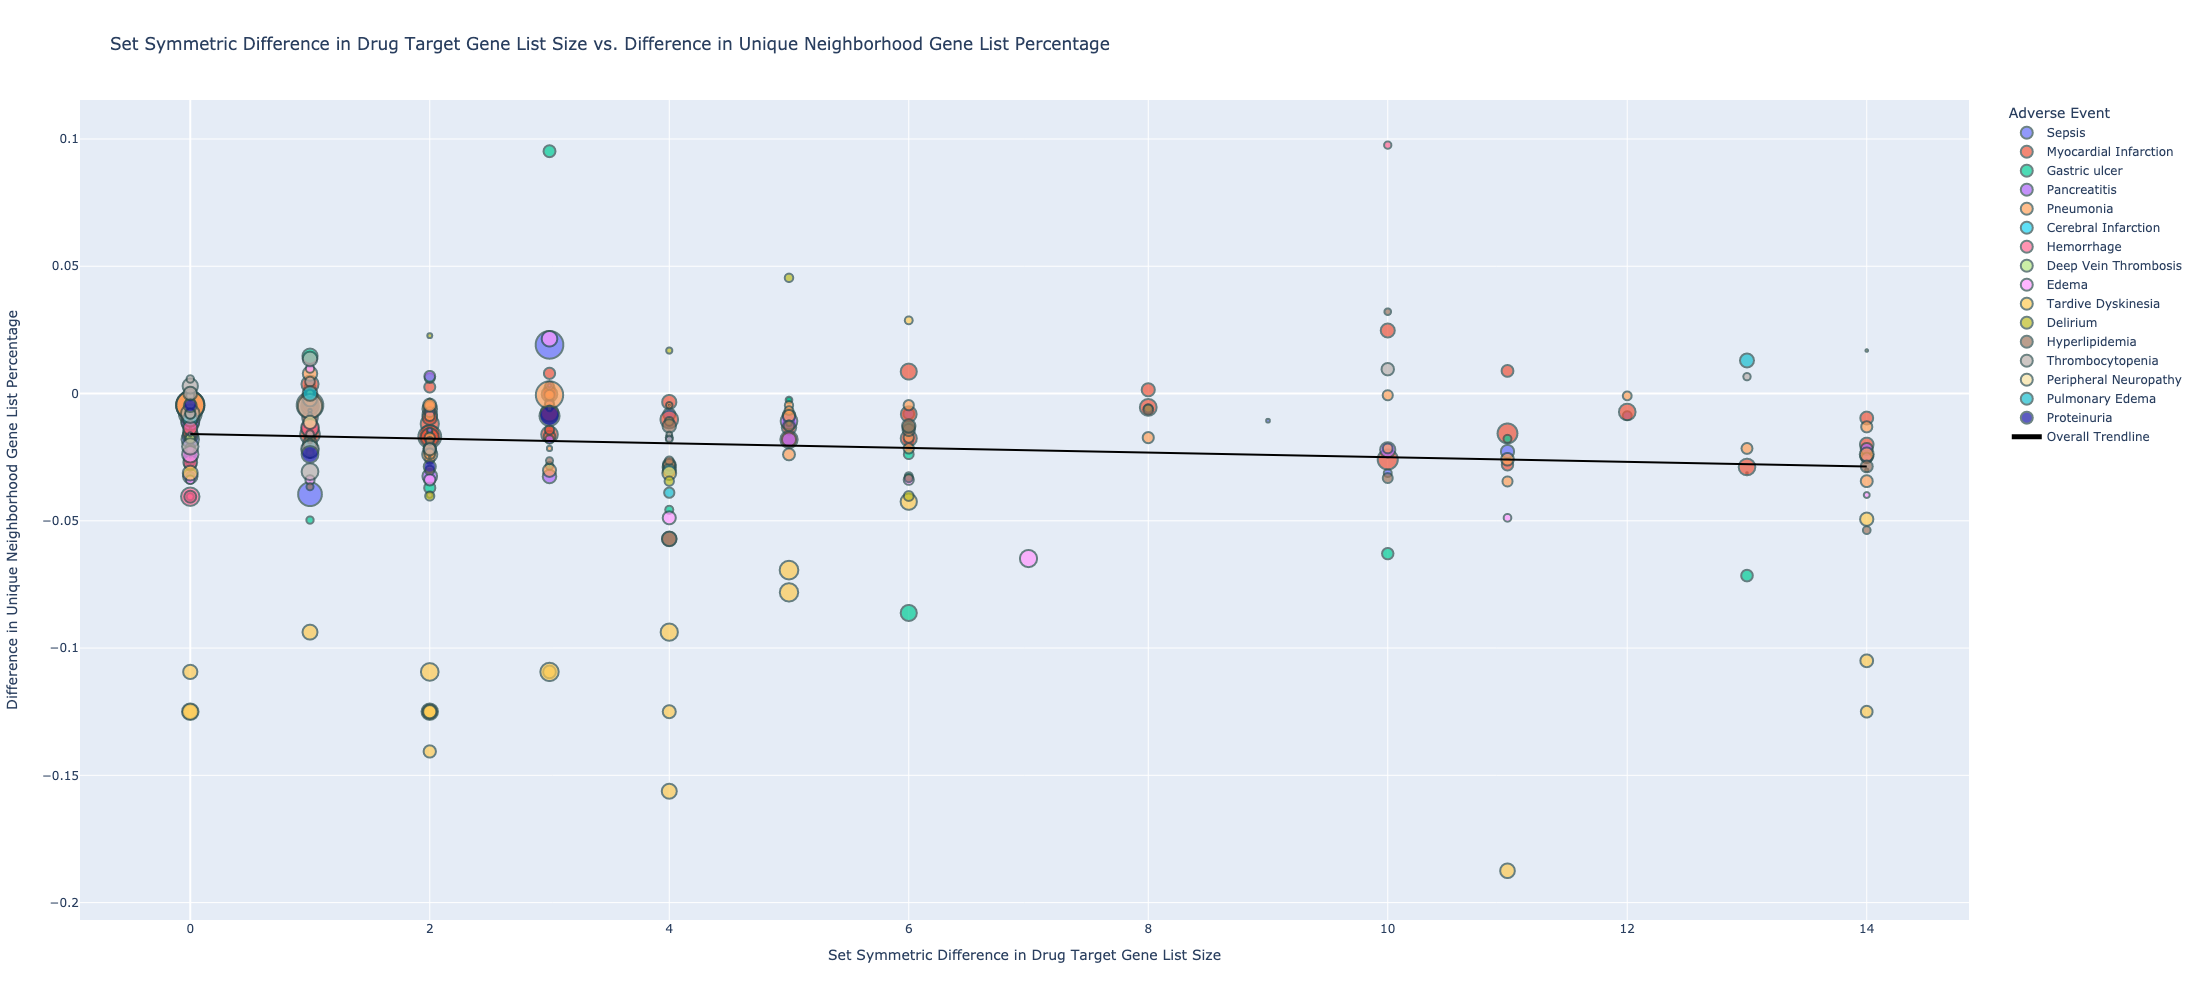 Set Symmetric Difference in Drug Target Gene List Size vs. Difference in Unique Neighborhood Gene List Percentage
Difference in Unique Neighborhood Gene List Percentage
0.1
0.05
0
−0.05
−0.1
−0.15
−0.2
0 2 4 6 8 10 12 14
Set Symmetric Difference in Drug Target Gene List Size
Adverse Event
Sepsis
Myocardial Infarction
Gastric ulcer
Pancreatitis
Pneumonia
Cerebral Infarction
Hemorrhage
Deep Vein Thrombosis
Edema
Tardive Dyskinesia
Delirium
Hyperlipidemia
Thrombocytopenia
Peripheral Neuropathy
Pulmonary Edema
Proteinuria
Overall Trendline